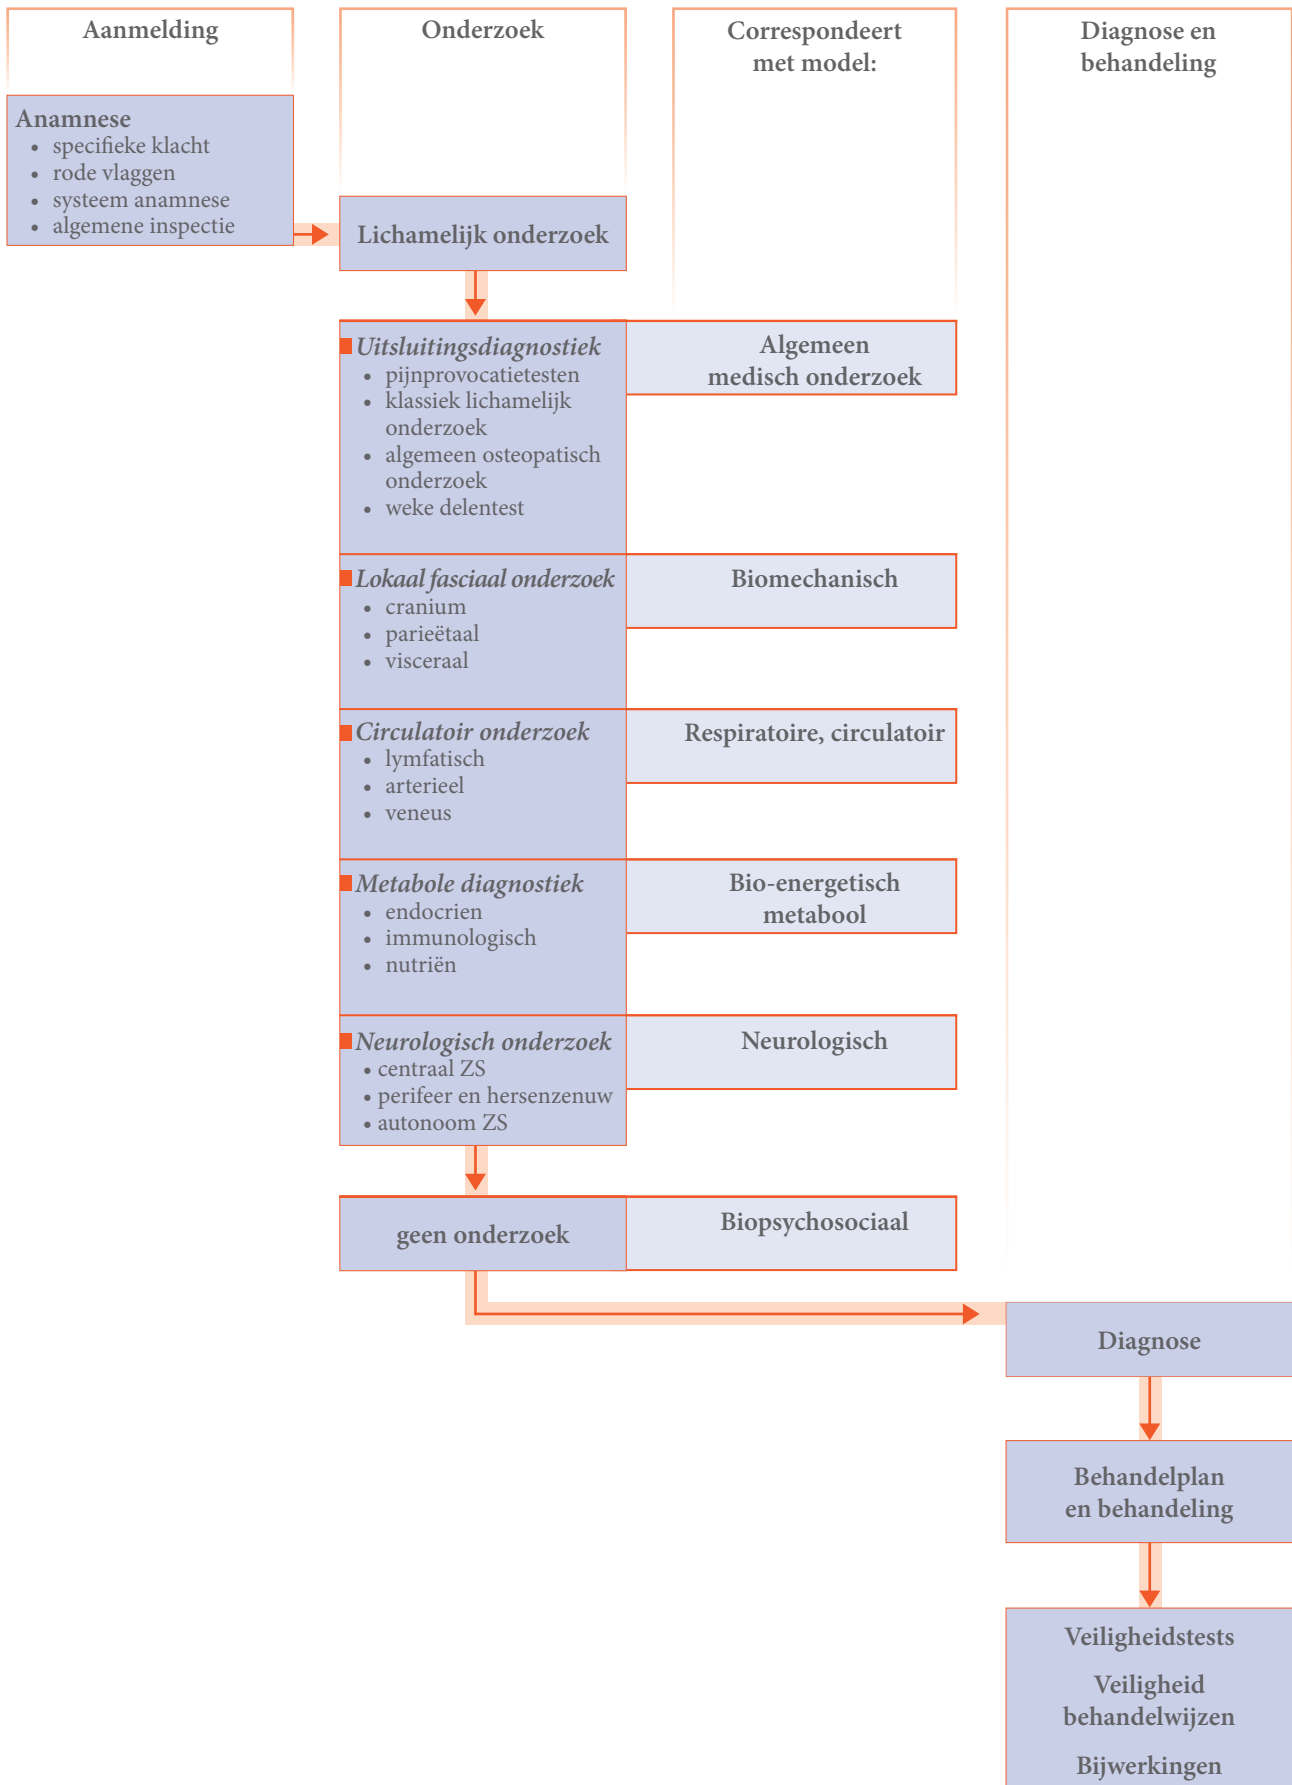 Aanmelding
Onderzoek
Correspondeert
met model:
Diagnose en
behandeling
Anamnese
• specifieke klacht
• rode vlaggen
• systeem anamnese
• algemene inspectie
Lichamelijk onderzoek
Uitsluitingsdiagnostiek
• pijnprovocatietesten
• klassiek lichamelijk
onderzoek
• algemeen osteopatisch
onderzoek
• weke delentest
Algemeen
medisch onderzoek
Lokaal fasciaal onderzoek
• cranium
• parieëtaal
• visceraal
Biomechanisch
Circulatoir onderzoek
• lymfatisch
• arterieel
• veneus
Respiratoire, circulatoir
Metabole diagnostiek
• endocrien
• immunologisch
• nutriën
Bio-energetisch
metabool
Neurologisch onderzoek
• centraal ZS
• perifeer en hersenzenuw
• autonoom ZS
Neurologisch
geen onderzoek
Biopsychosociaal
Diagnose
Behandelplan
en behandeling
Veiligheidstests
Veiligheid
behandelwijzen
Bijwerkingen